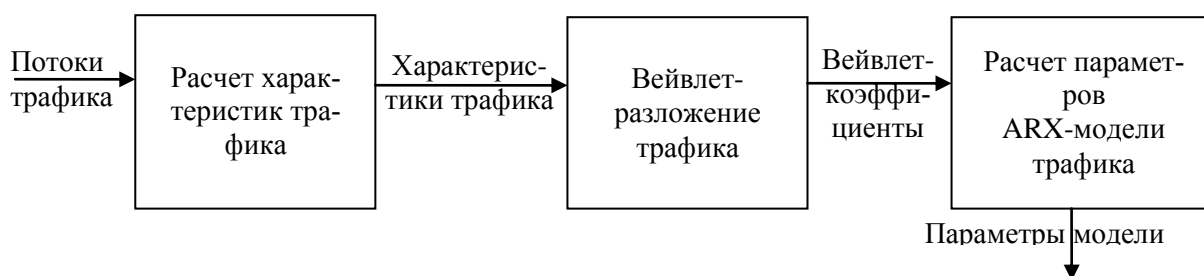 Потоки
трафика
Расчет харак-
теристик тра-
фика
Характерис-
тики трафика
Вейвлет-
разложение
трафика
Вейвлет-
коэффи-
циенты
Расчет парамет-
ров
ARX-модели
трафика
Параметры модели